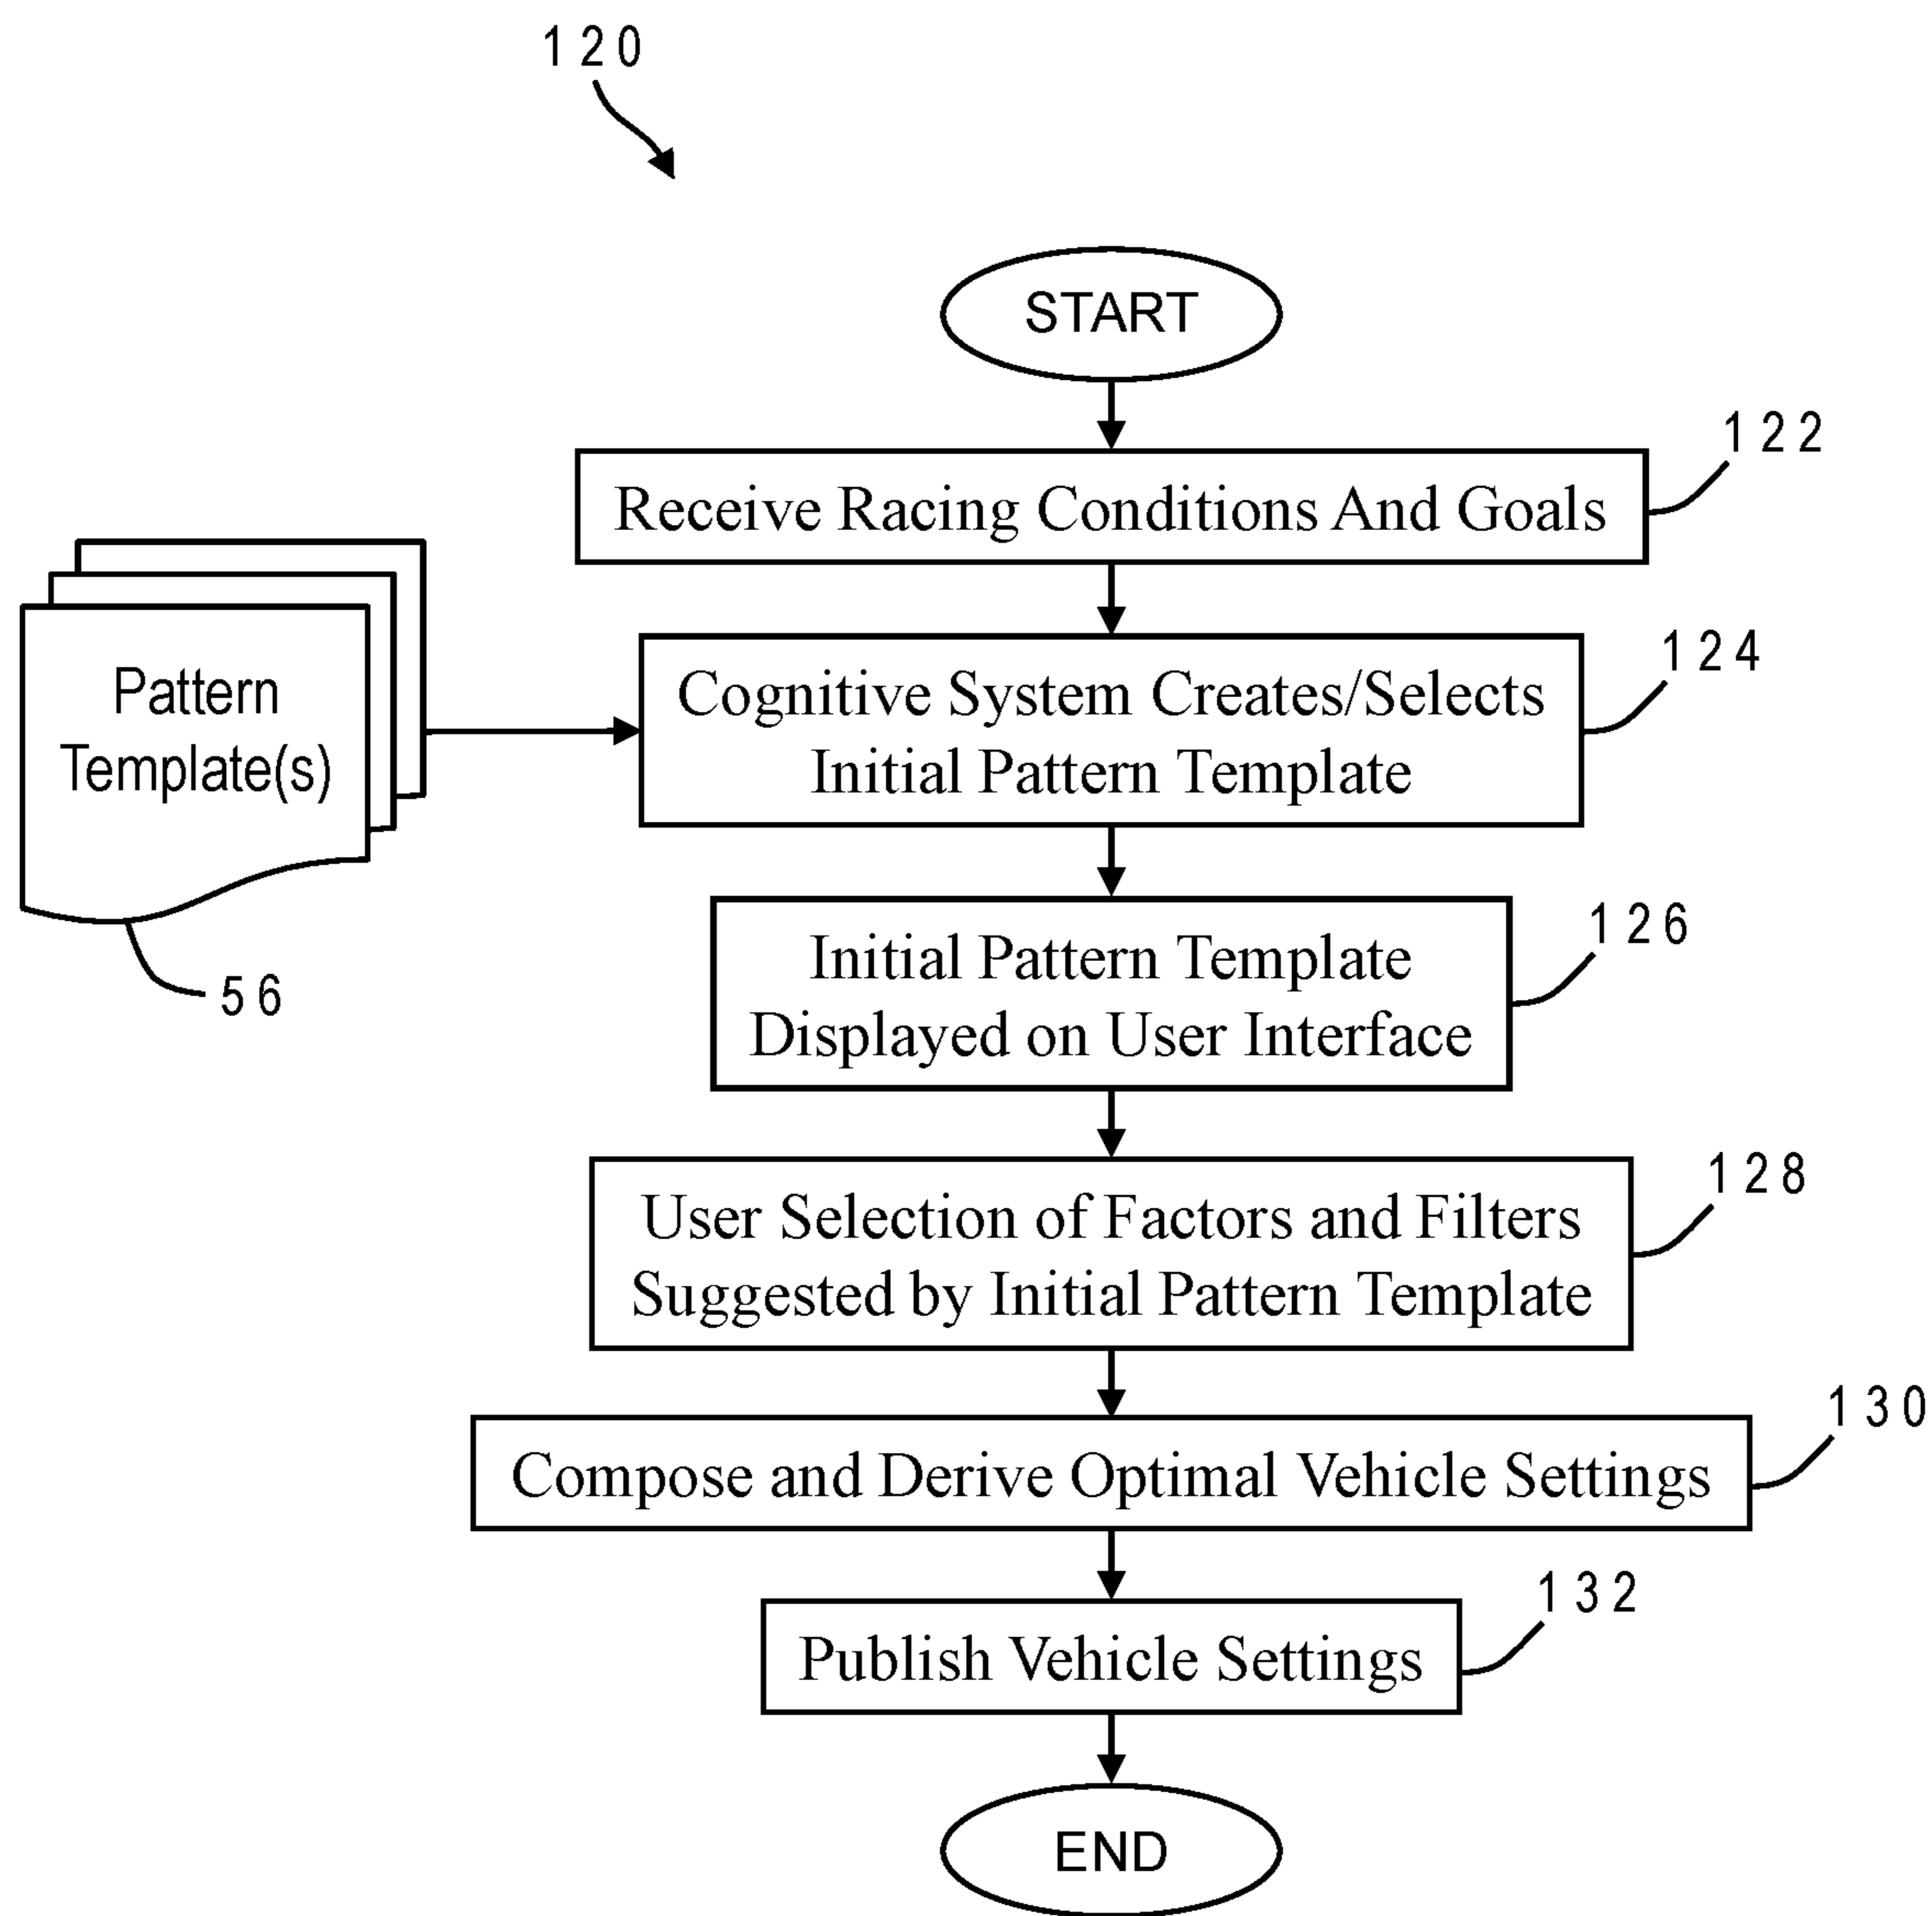 120
START
122
Receive Racing Conditions And Goals
124
Cognitive System Creates/Selects
Initial Pattern Template
Pattern
Template(s)
56
126
Initial Pattern Template
Displayed on User Interface
128
User Selection of Factors and Filters
Suggested by Initial Pattern Template
130
Compose and Derive Optimal Vehicle Settings
132
Publish Vehicle Settings
END